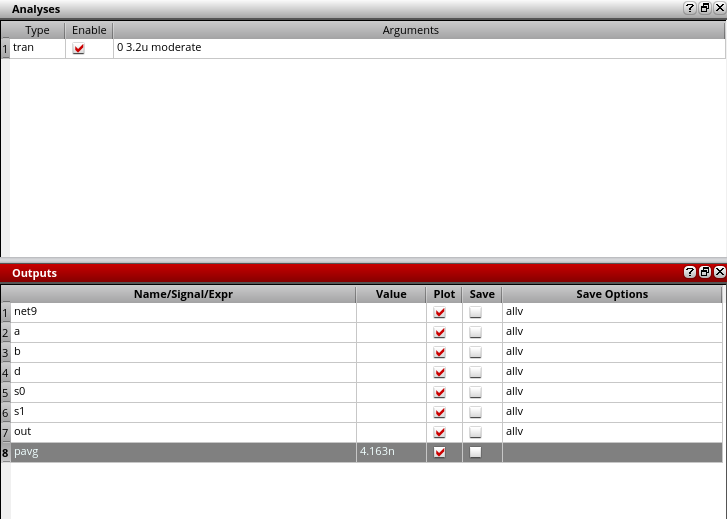 Analyses
Type Enable Arguments
1 tran 0 3.2u moderate
Outputs
Name/Signal/Expr Value Plot Save Save Options
1 net9 allv
2 a allv
3 b allv
4 d allv
5 s0 allv
6 s1 allv
7 out allv
8 pavg 4.163n